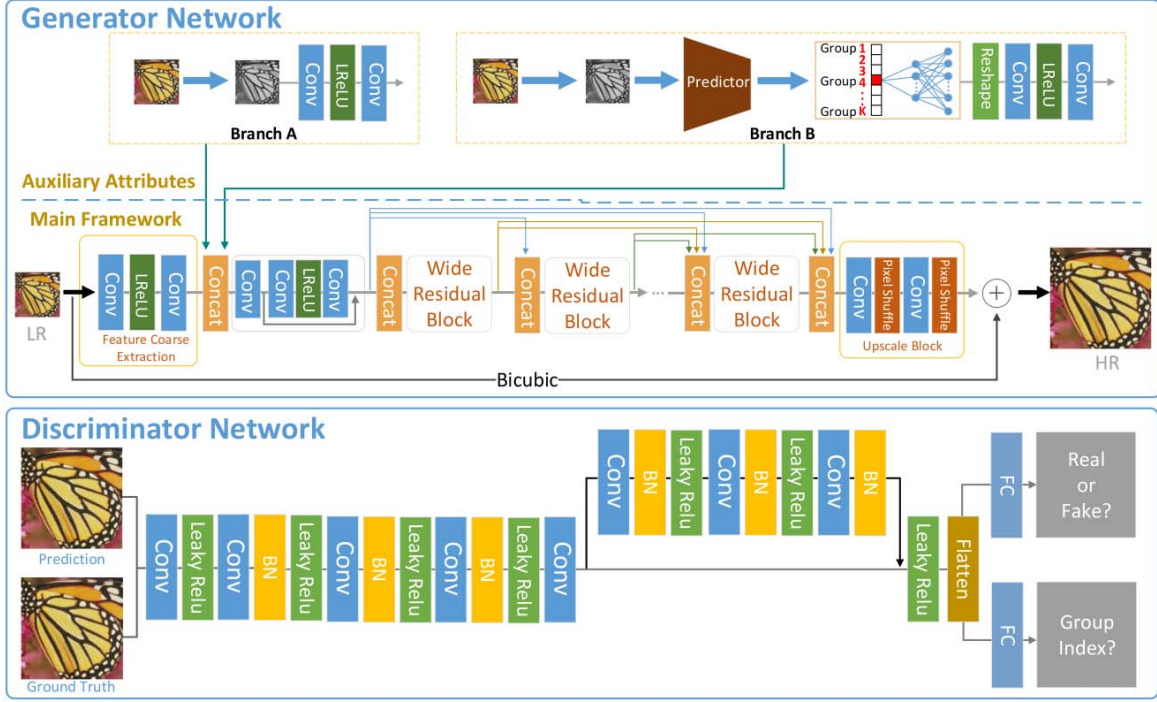 Generator Network
Conv
LReLU
Conv
Branch A
Predictor
Group 1
2
3
Group 4
:
Group K
Reshape
Conv
LReLU
Conv
Branch B
Auxiliary Attributes
Main Framework
LR
Conv
LReLU
Conv
Feature Coarse
Extraction
Concat
Conv
Conv
LReLU
Conv
Concat
Wide
Residual
Block
Concat
Wide
Residual
Block
...
Concat
Wide
Residual
Block
Concat
Conv
Pixel Shuffle
Conv
Pixel Shuffle
Upscale Block
+
HR
Bicubic
Discriminator Network
Prediction
Ground Truth
Conv
Leaky Relu
Conv
BN
Leaky Relu
Conv
BN
Leaky Relu
Conv
BN
Leaky Relu
Conv
Conv
BN
Leaky Relu
Conv
BN
Leaky Relu
Conv
BN
Leaky Relu
Flatten
FC
Real
or
Fake?
FC
Group
Index?